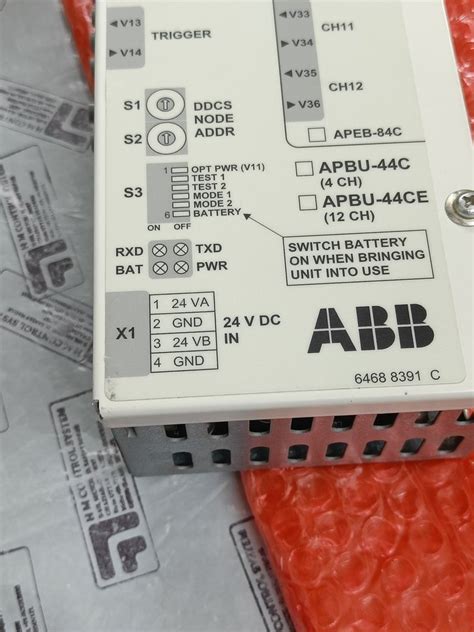 V13
V14
TRIGGER
V33
V34
CH11
V35
V36
CH12
S1
S2
DDCS
NODE
ADDR
APEB-84C
APBU-44C
(4 CH)
APBU-44CE
(12 CH)
S3
1 OPT PWR (V11)
TEST 1
TEST 2
MODE 1
MODE 2
6 BATTERY
ON OFF
RXD TXD
BAT PWR
SWITCH BATTERY
ON WHEN BRINGING
UNIT INTO USE
X1
1 24 VA
2 GND
3 24 VB
4 GND
24 V DC
IN
ABB
6468 8391 C